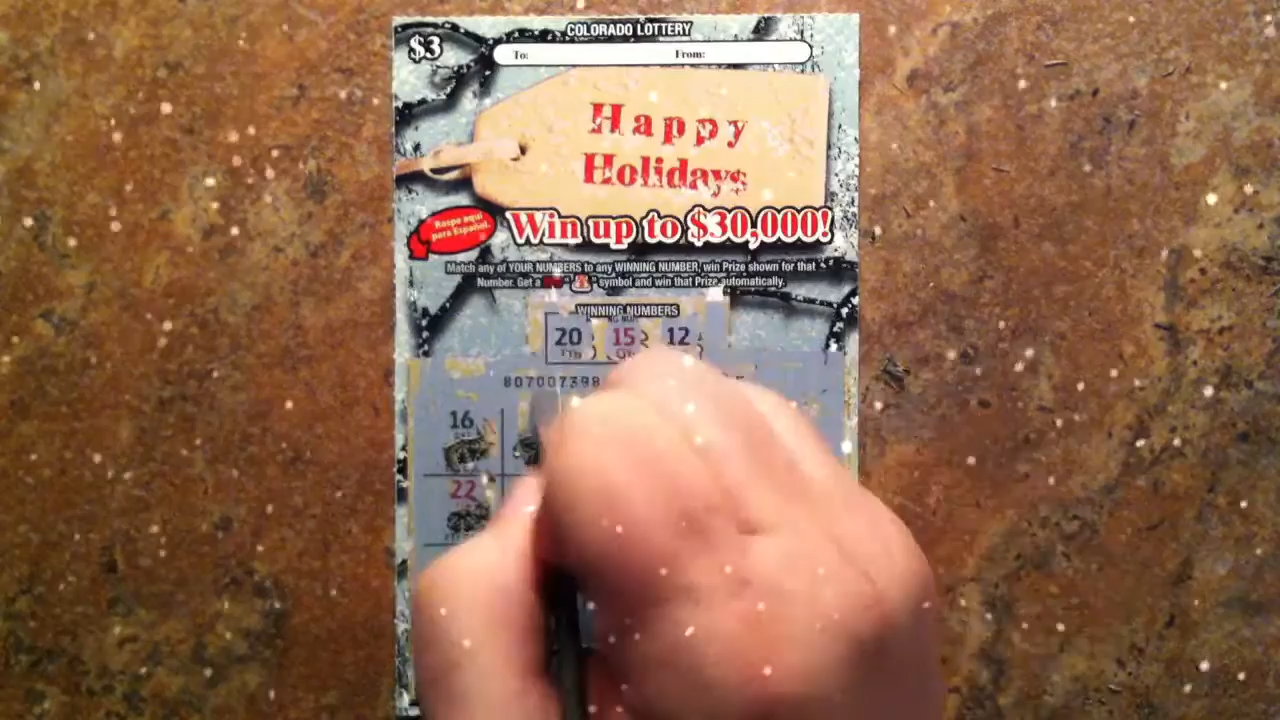 COLORADO LOTTERY
$3
To: From:
Happy
Holidays
Raspe aquí
para Español.
Win up to $30,000!
Match any of YOUR NUMBERS to any WINNING NUMBER, win Prize shown for that
Number. Get a " " symbol and win that Prize automatically.
WINNING NUMBERS
20 15 12
807007398
16
22